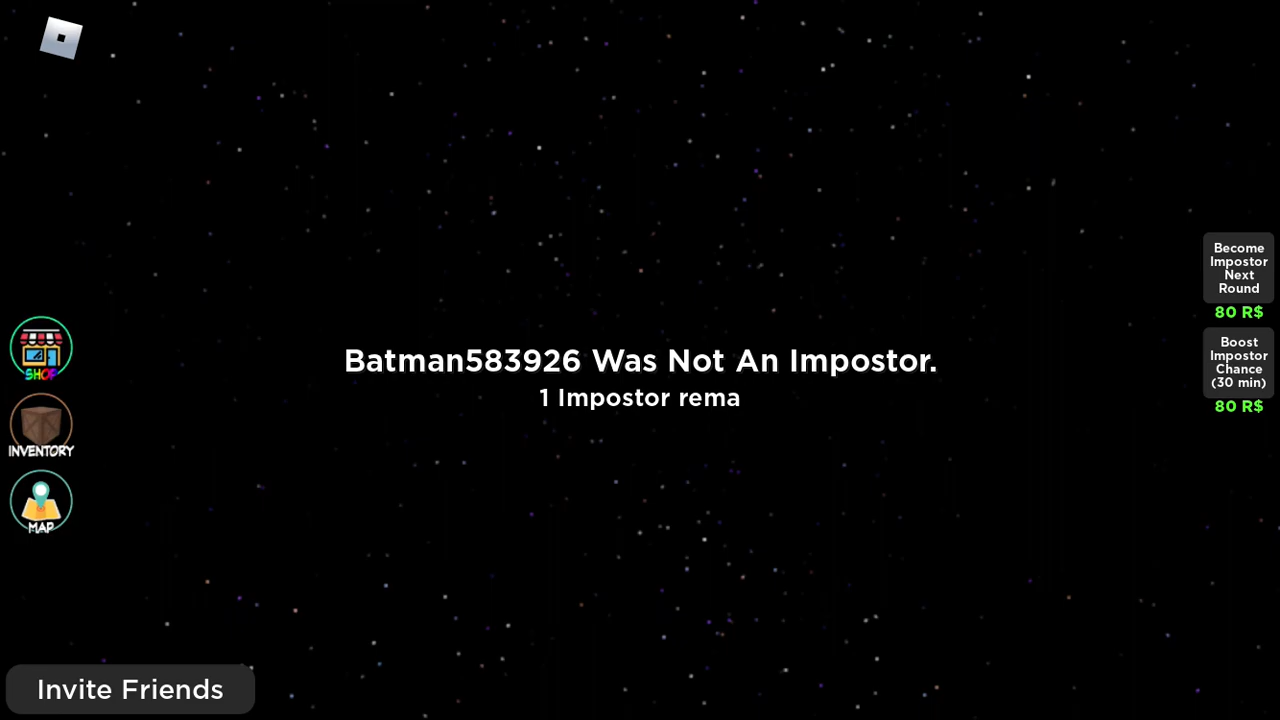 Batman583926 Was Not An Impostor.
1 Impostor rema
SHOP
INVENTORY
MAP
Invite Friends
Become
Impostor
Next
Round
80 R$
Boost
Impostor
Chance
(30 min)
80 R$